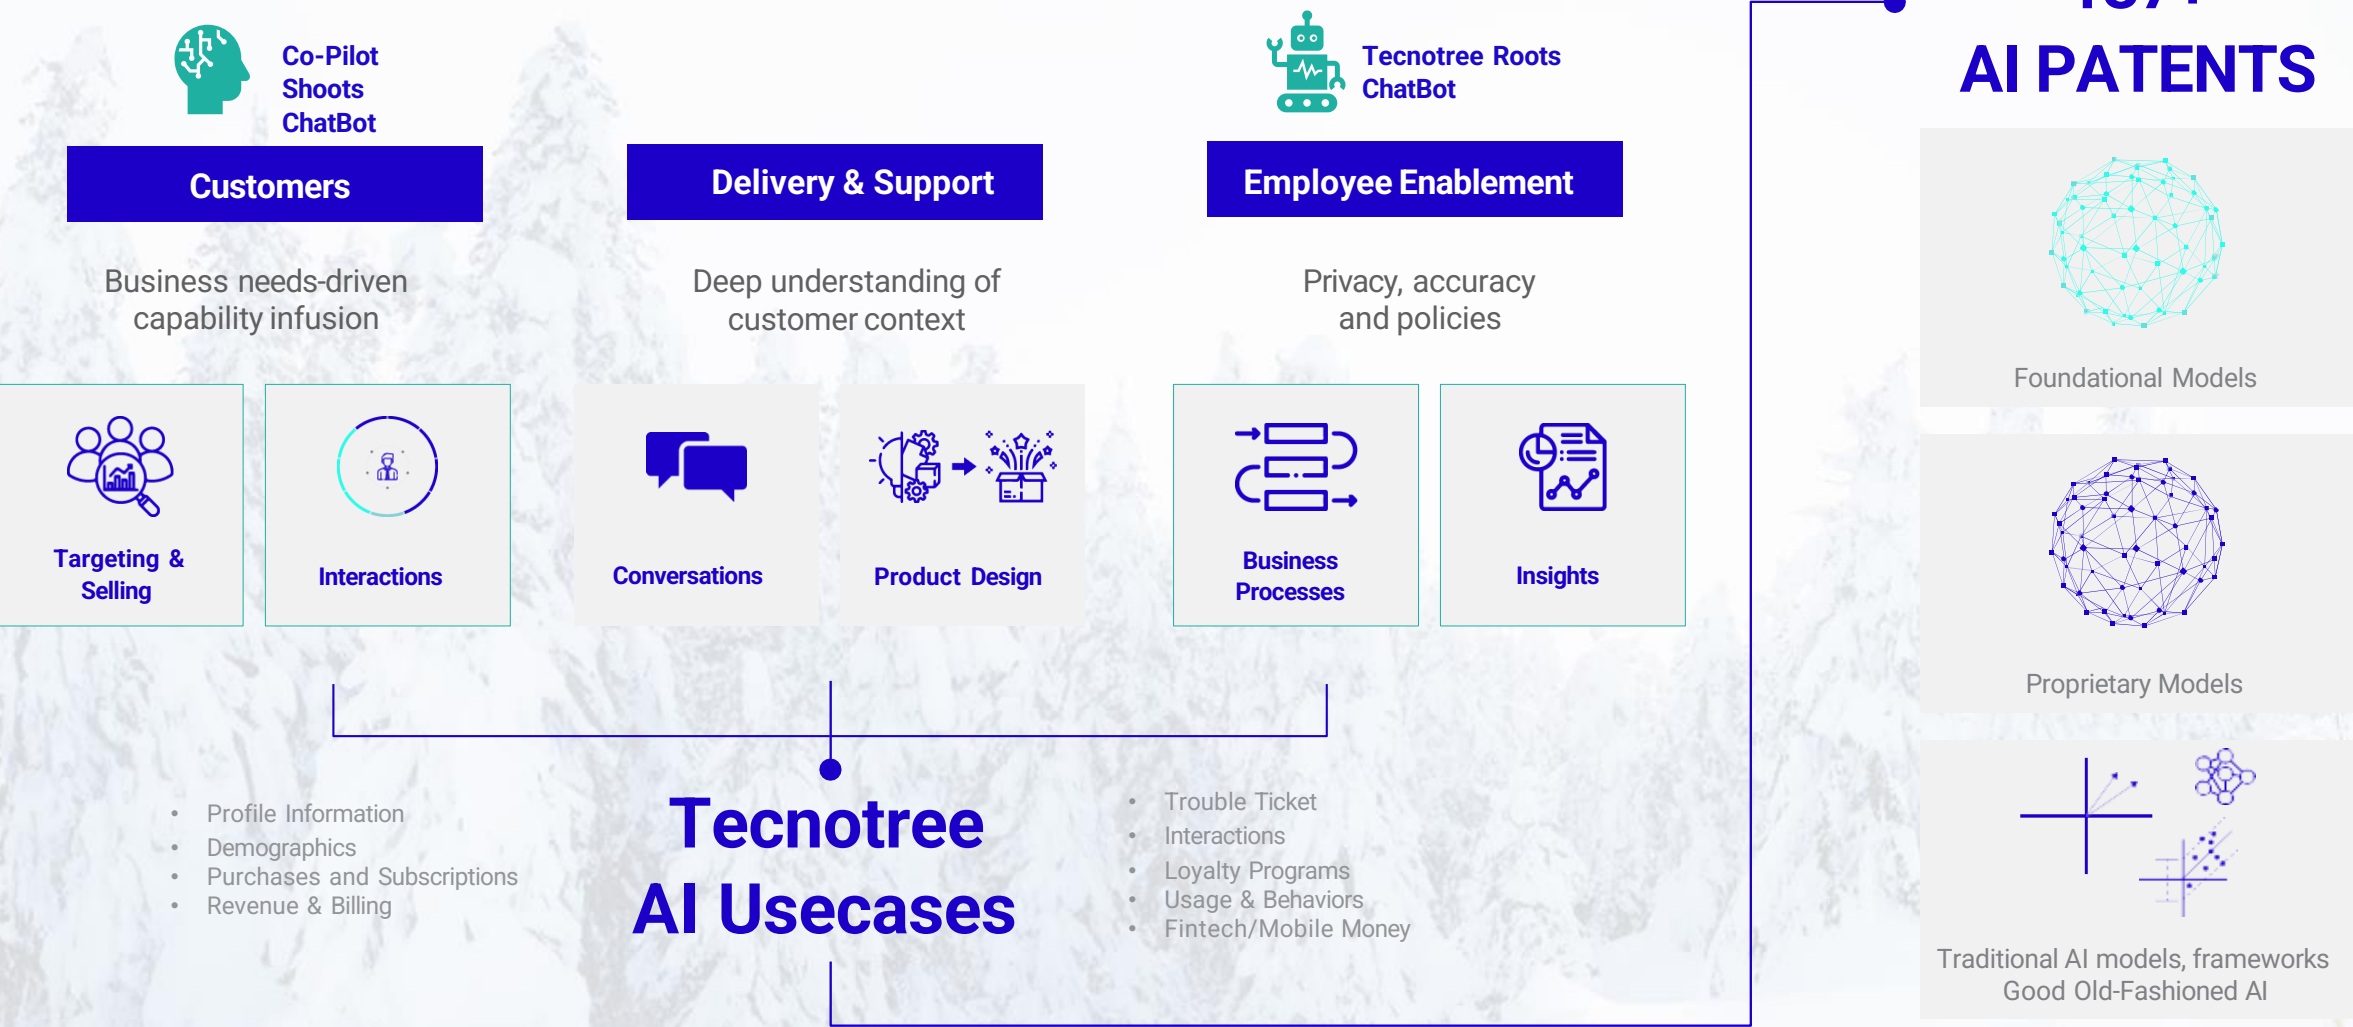 Co-Pilot
Shoots
ChatBot
Customers
Business needs-driven
capability infusion
Targeting &
Selling
Interactions
Delivery & Support
Deep understanding of
customer context
Conversations
Product Design
Tecnotree Roots
ChatBot
Employee Enablement
Privacy, accuracy
and policies
Business
Processes
Insights
• Profile Information
• Demographics
• Purchases and Subscriptions
• Revenue & Billing
Tecnotree
AI Usecases
• Trouble Ticket
• Interactions
• Loyalty Programs
• Usage & Behaviors
• Fintech/Mobile Money
AI PATENTS
Foundational Models
Proprietary Models
Traditional AI models, frameworks
Good Old-Fashioned AI